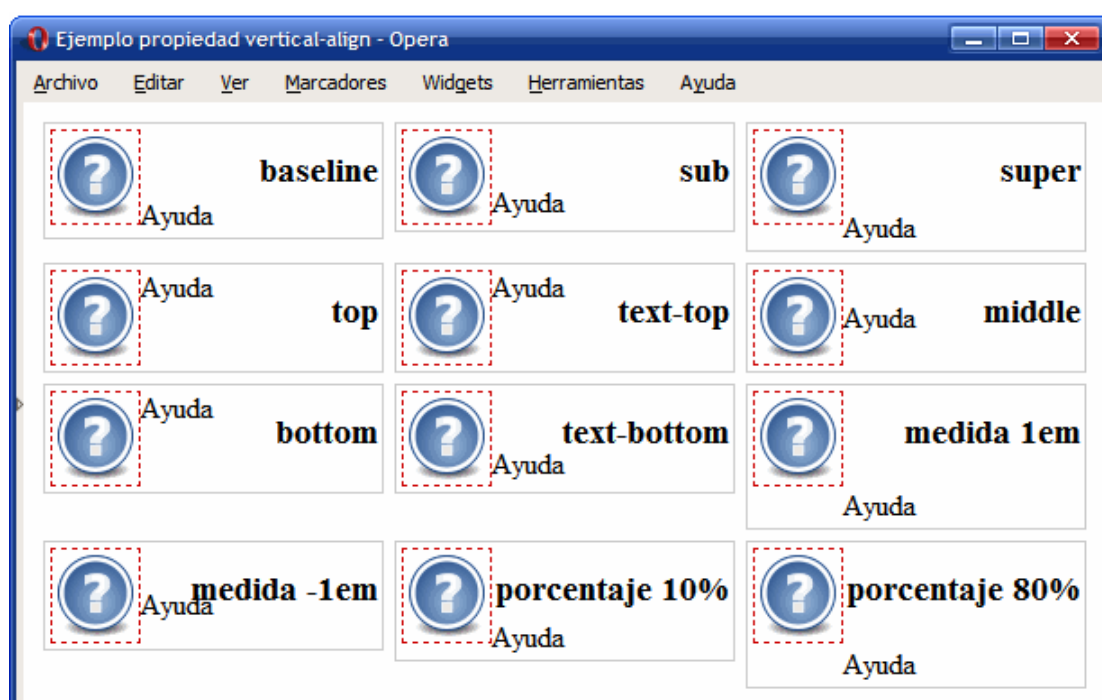 Ejemplo propiedad vertical-align - Opera
Archivo Editar Ver Marcadores Widgets Herramientas Ayuda
? baseline
Ayuda
? sub
Ayuda
? super
Ayuda
Ayuda
? top
Ayuda
? text-top
? Ayuda middle
Ayuda
? bottom
? text-bottom
Ayuda
? medida 1em
Ayuda
? medida -1em
Ayuda
? porcentaje 10%
Ayuda
? porcentaje 80%
Ayuda